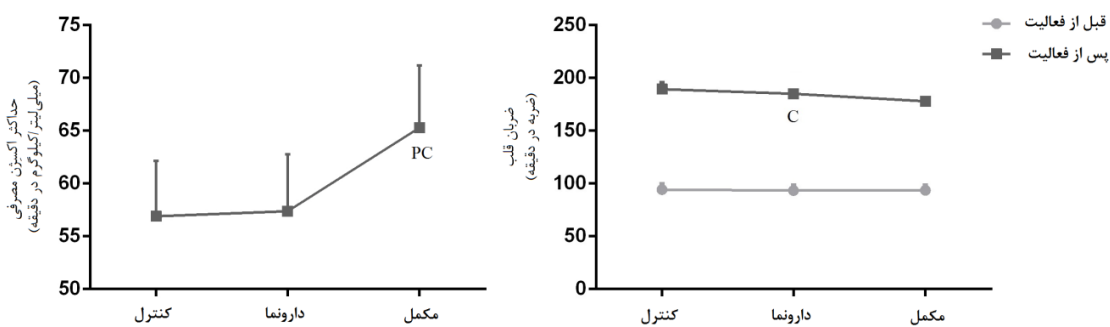 75
70
65
60
55
50
حداکثر اکسیژن مصرفی
(میلی‌لیتر/کیلوگرم در دقیقه)
PC
کنترل
دارونما
مکمل
250
200
150
100
50
0
ضربان قلب
(ضربه در دقیقه)
C
کنترل
دارونما
مکمل
قبل از فعالیت
پس از فعالیت